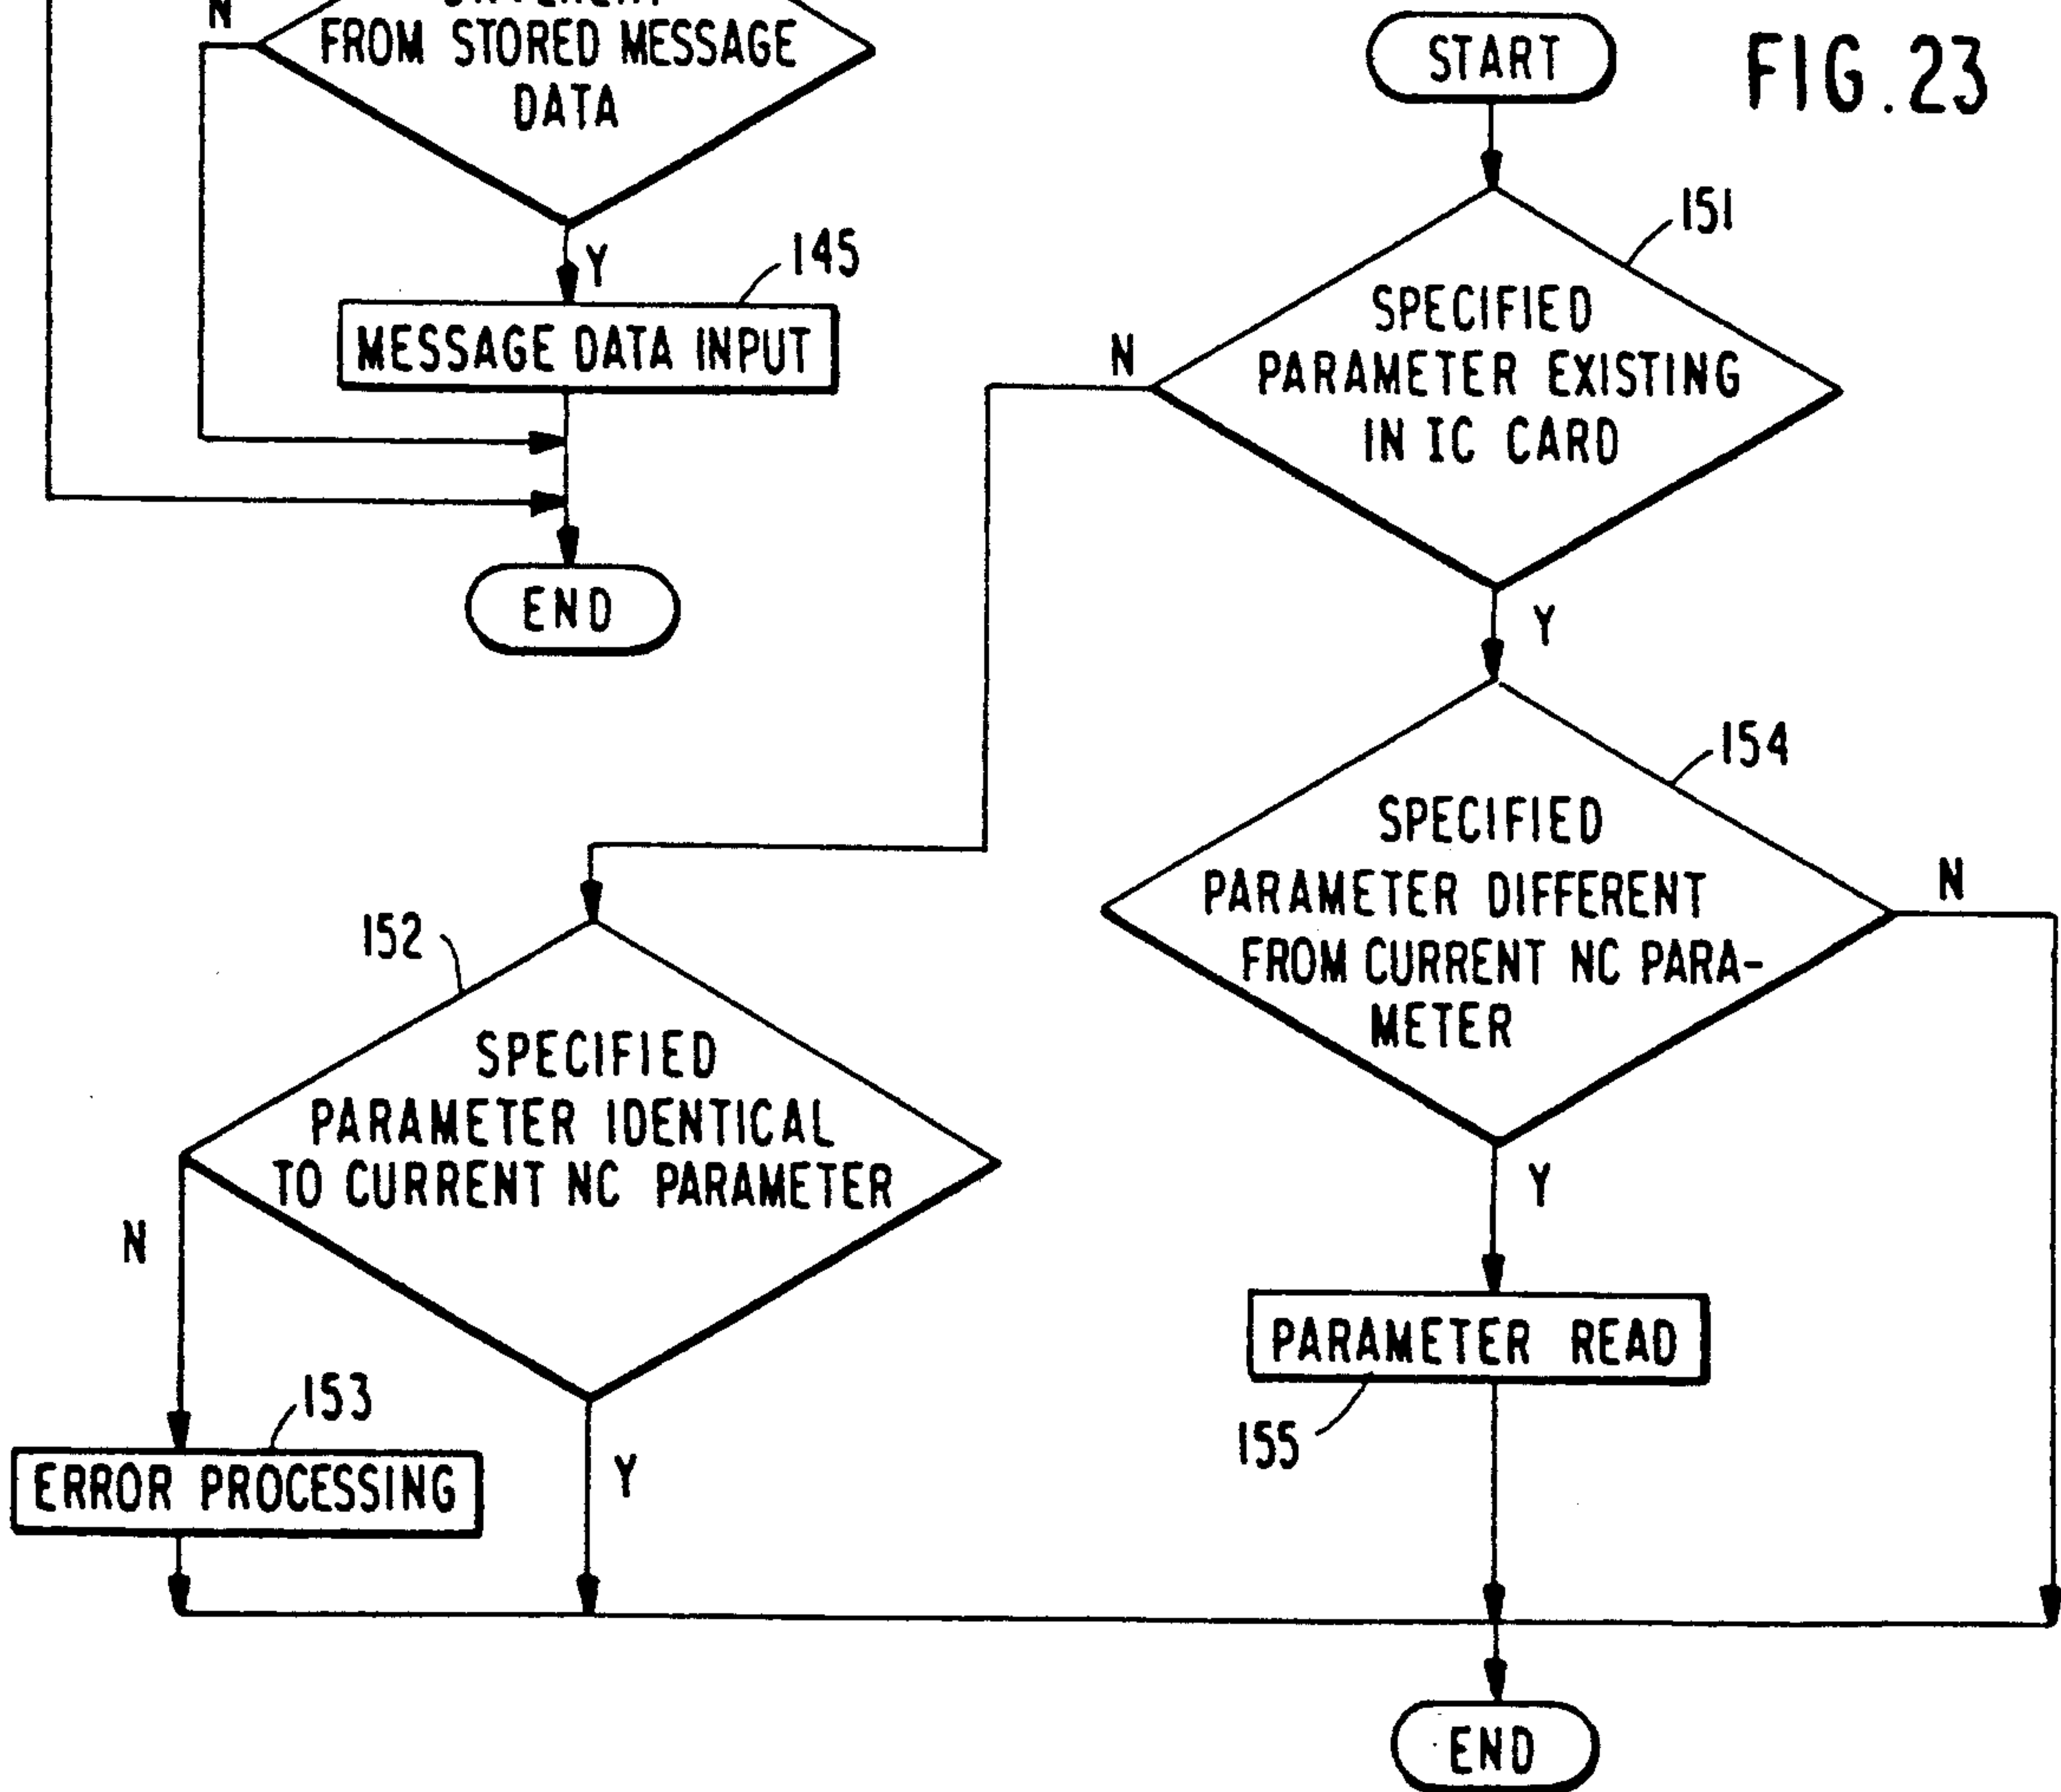 N
FROM STORED MESSAGE
DATA
Y
145
MESSAGE DATA INPUT
END
START
FIG.23
151
SPECIFIED
PARAMETER EXISTING
IN IC CARD
N
Y
154
SPECIFIED
PARAMETER DIFFERENT
FROM CURRENT NC PARA-
METER
N
Y
152
SPECIFIED
PARAMETER IDENTICAL
TO CURRENT NC PARAMETER
N
Y
153
ERROR PROCESSING
PARAMETER READ
155
END